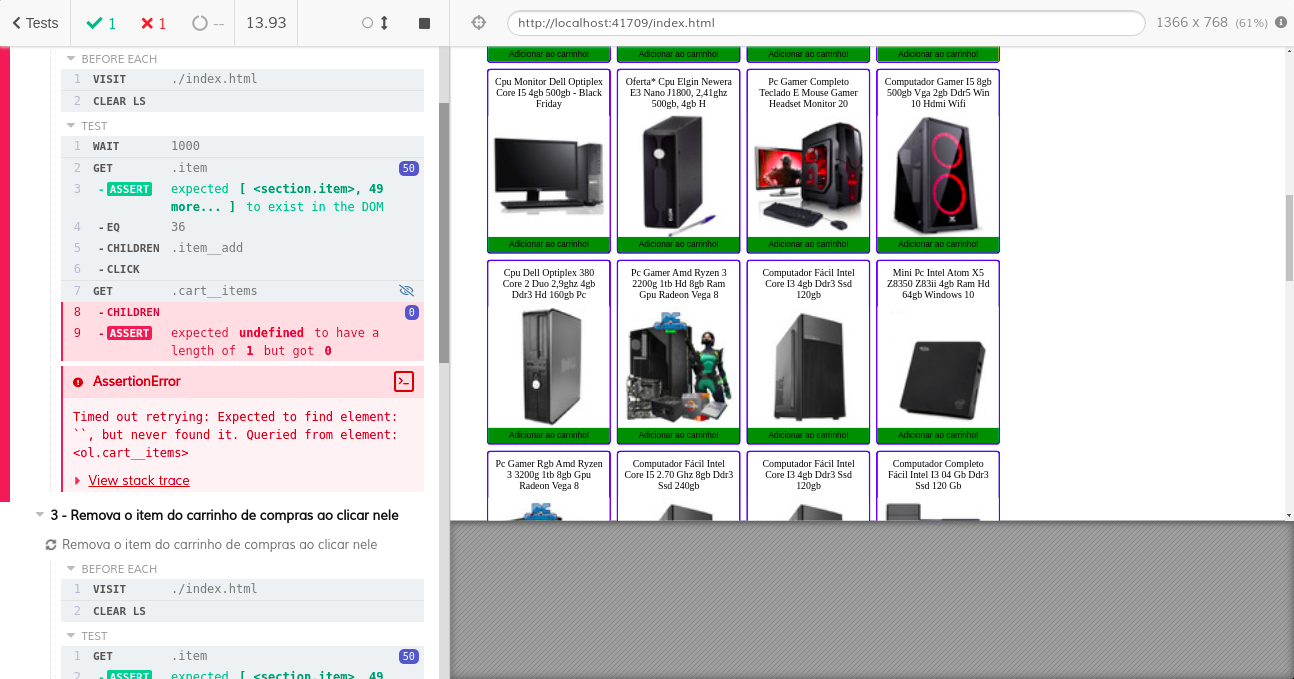 Tests
1
1
--
13.93
http://localhost:41709/index.html
1366 x 768 (61%)
BEFORE EACH
1 VISIT ./index.html
2 CLEAR LS
TEST
1 WAIT 1000
2 GET .item 50
3 -ASSERT expected [ <section.item>, 49
more... ] to exist in the DOM
4 -EQ 36
5 -CHILDREN .item__add
6 -CLICK
7 GET .cart__items
8 -CHILDREN 0
9 -ASSERT expected undefined to have a
length of 1 but got 0
AssertionError
Timed out retrying: Expected to find element:
``, but never found it. Queried from element:
<ol.cart__items>
View stack trace
3 - Remova o item do carrinho de compras ao clicar nele
Remova o item do carrinho de compras ao clicar nele
BEFORE EACH
1 VISIT ./index.html
2 CLEAR LS
TEST
1 GET .item 50
2 -ASSERT expected [ <section.item>, 49
Adicionar ao carrinho!
Adicionar ao carrinho!
Adicionar ao carrinho!
Adicionar ao carrinho!
Cpu Monitor Dell Optiplex
Core I5 4gb 500gb - Black
Friday
Adicionar ao carrinho!
Oferta* Cpu Elgin Newera
E3 Nano J1800, 2,41ghz
500gb, 4gb H
Adicionar ao carrinho!
Pc Gamer Completo
Teclado E Mouse Gamer
Headset Monitor 20
Adicionar ao carrinho!
Computador Gamer I5 8gb
500gb Vga 2gb Ddr5 Win
10 Hdmi Wifi
Adicionar ao carrinho!
Cpu Dell Optiplex 380
Core 2 Duo 2,9ghz 4gb
Ddr3 Hd 160gb Pc
Adicionar ao carrinho!
Pc Gamer Amd Ryzen 3
2200g 1tb Hd 8gb Ram
Gpu Radeon Vega 8
Adicionar ao carrinho!
Computador Fácil Intel
Core I3 4gb Ddr3 Ssd
120gb
Adicionar ao carrinho!
Mini Pc Intel Atom X5
Z8350 Z83ii 4gb Ram Hd
64gb Windows 10
Adicionar ao carrinho!
Pc Gamer Rgb Amd Ryzen
3 3200g 1tb 8gb Gpu
Radeon Vega 8
Computador Fácil Intel
Core I5 2.70 Ghz 8gb Ddr3
Ssd 240gb
Computador Fácil Intel
Core I3 4gb Ddr3 Ssd
120gb
Computador Completo
Fácil Intel I3 04 Gb Ddr3
Ssd 120 Gb